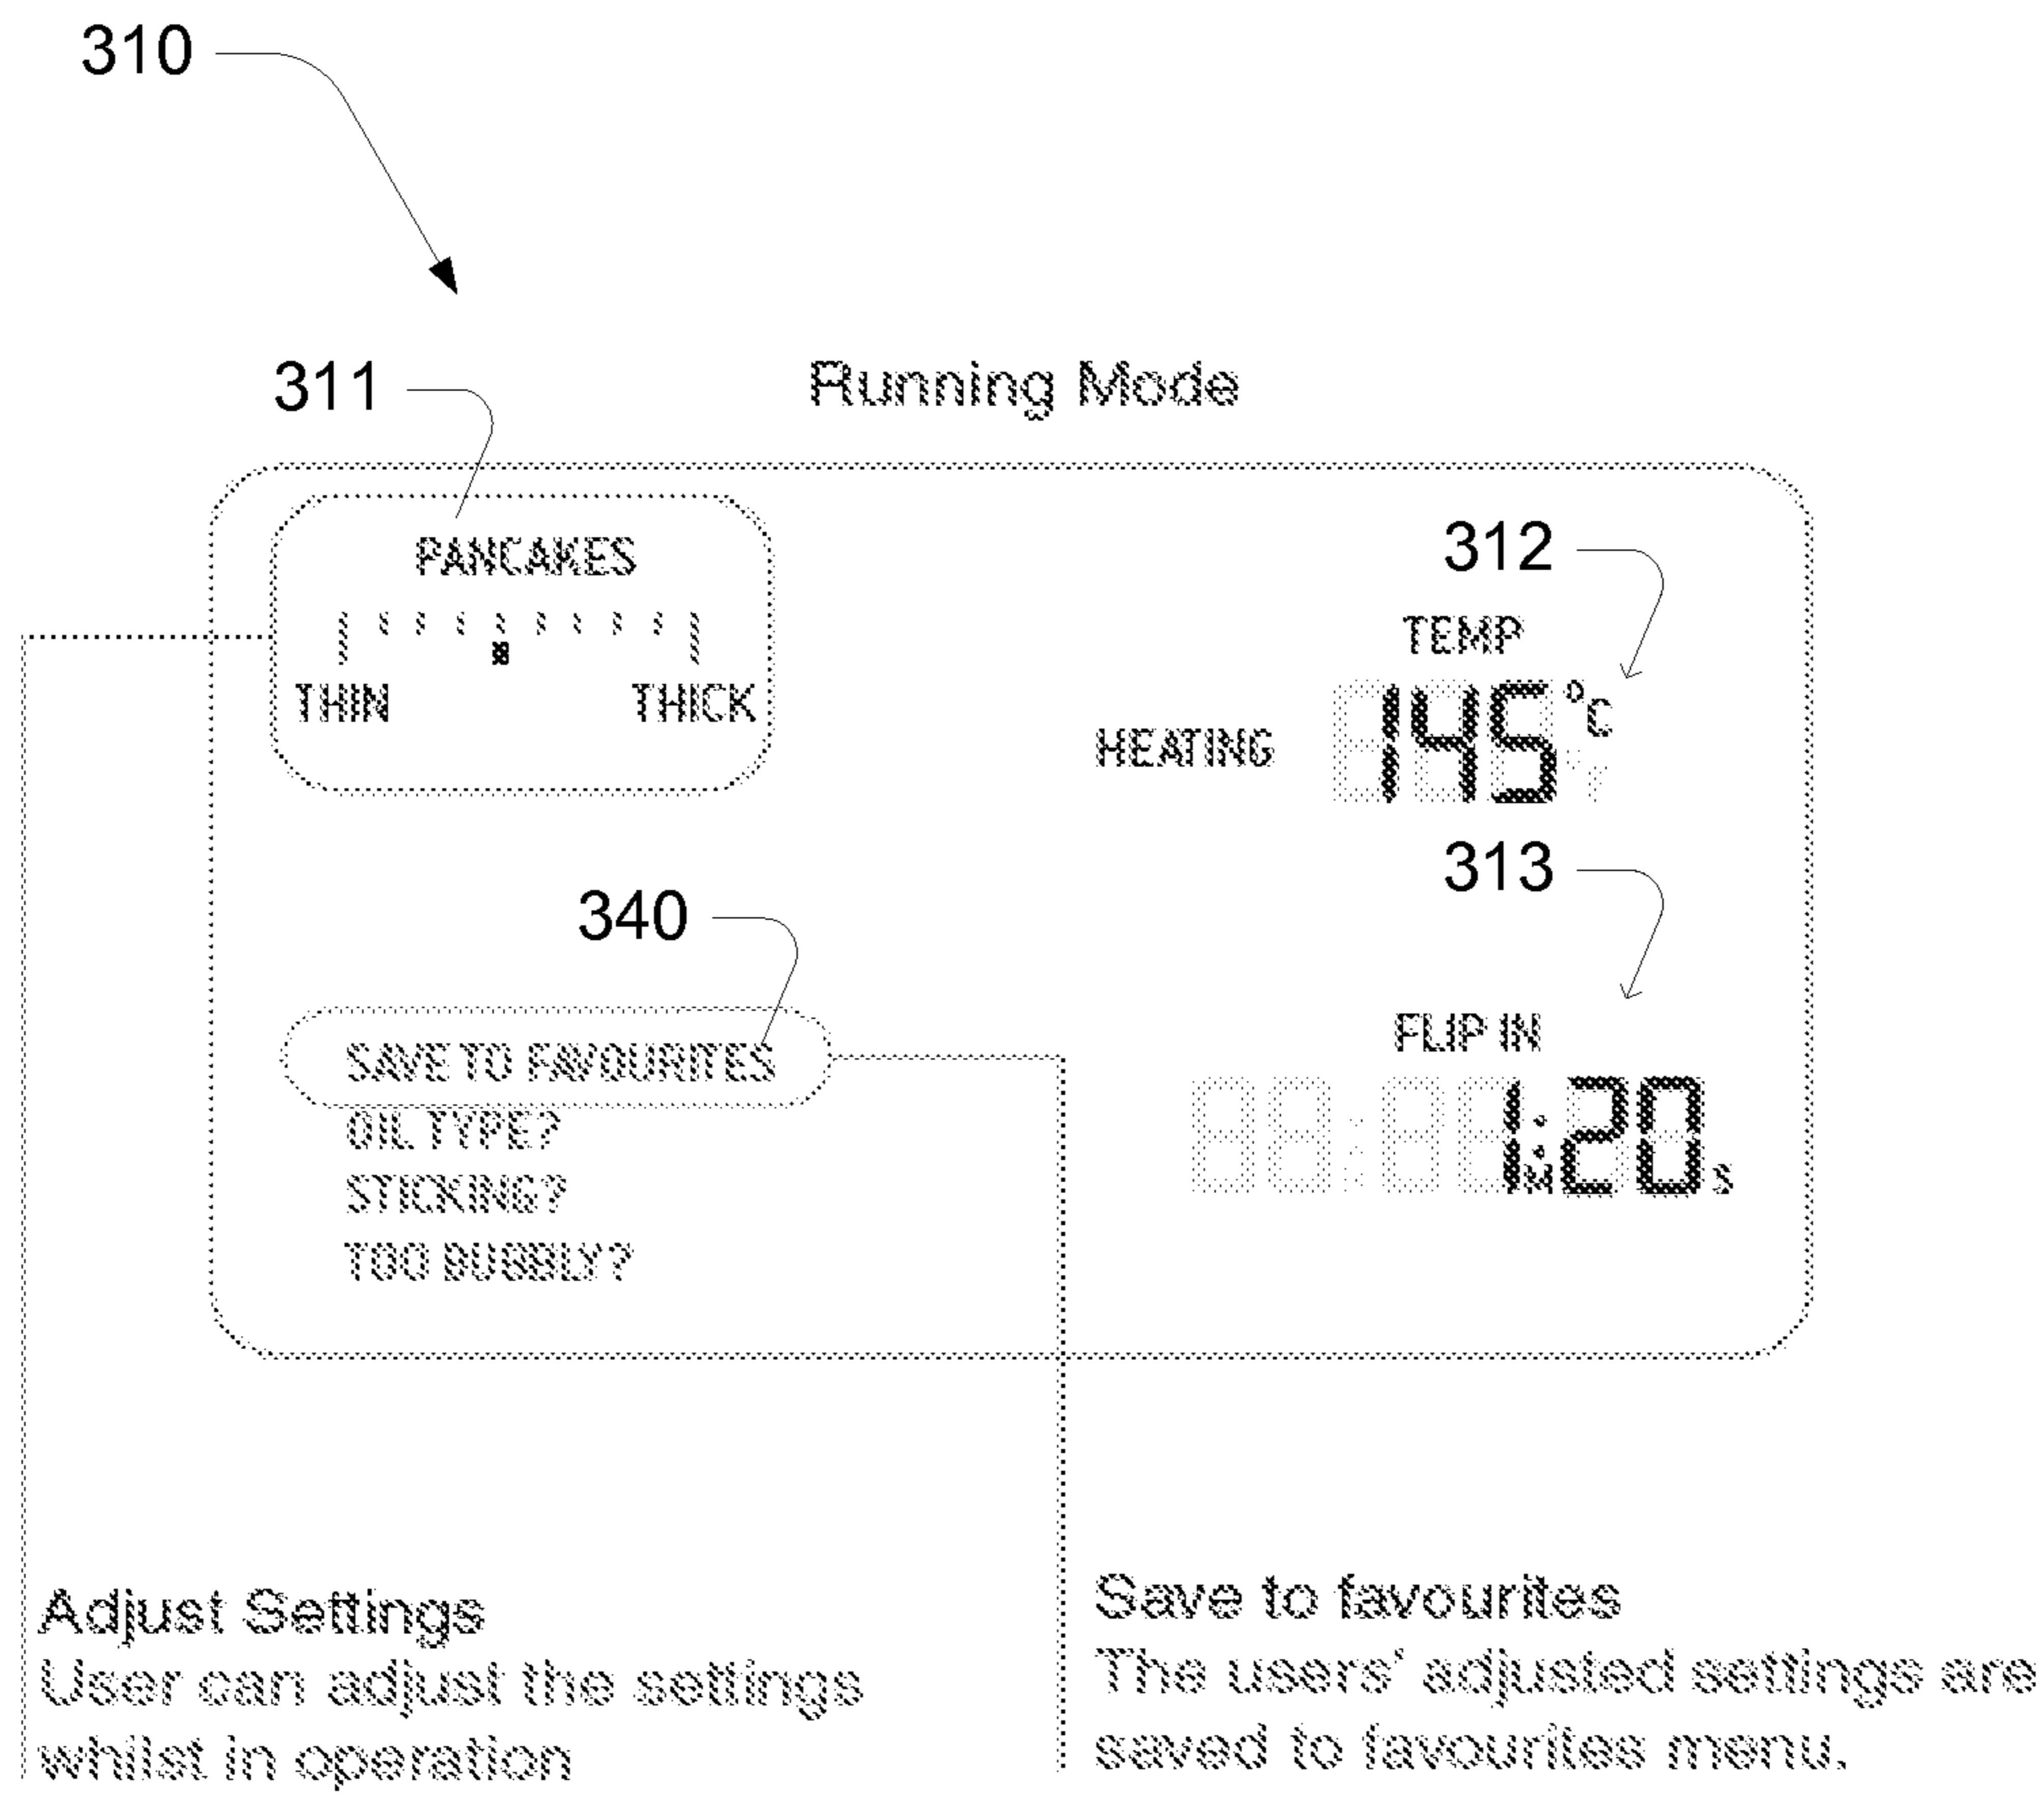 310
311
Running Mode
PANCAKES
THIN THICK
312
TEMP
HEATING 145°C
°F
313
340
FLIP IN
1:20
M S
SAVE TO FAVOURITES
OIL TYPE?
STICKING?
TOO BUBBLY?
Adjust Settings
User can adjust the settings
whilst in operation
Save to favourites
The users' adjusted settings are
saved to favourites menu.